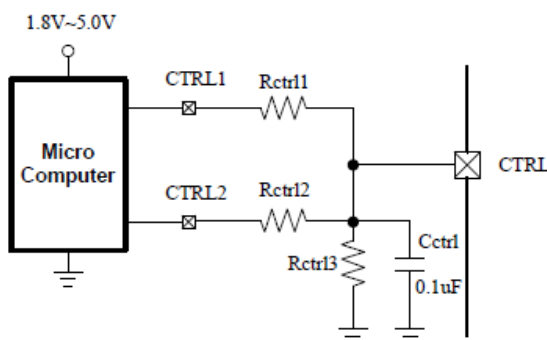 1.8V~5.0V
CTRL1
Rctrl1
Micro
Computer
CTRL
CTRL2
Rctrl2
Rctrl3
Cctrl
0.1uF